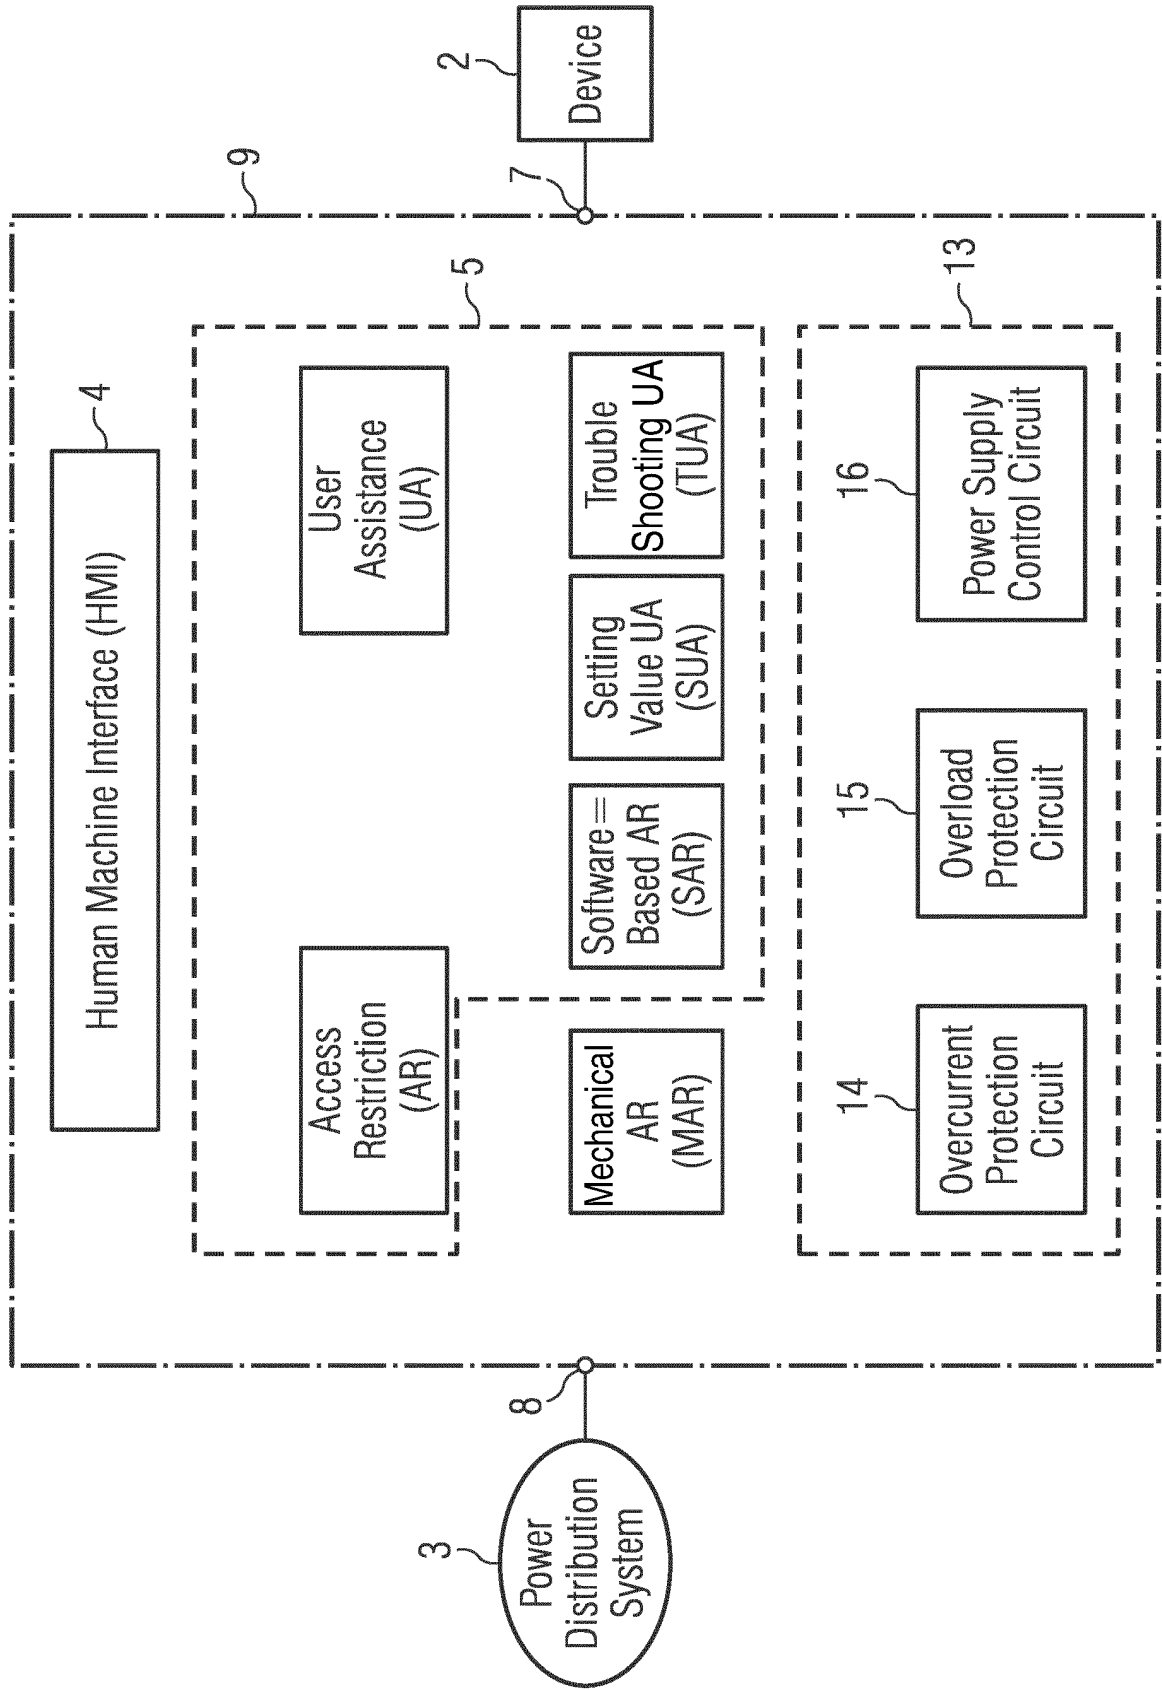 9
Human Machine Interface (HMI)
4
5
Access
Restriction
(AR)
User
Assistance
(UA)
3
Power
Distribution
System
8
7
2
Device
Mechanical
AR
(MAR)
Software=
Based AR
(SAR)
Setting
Value UA
(SUA)
Trouble
Shooting UA
(TUA)
13
14
Overcurrent
Protection
Circuit
15
Overload
Protection
Circuit
16
Power Supply
Control Circuit